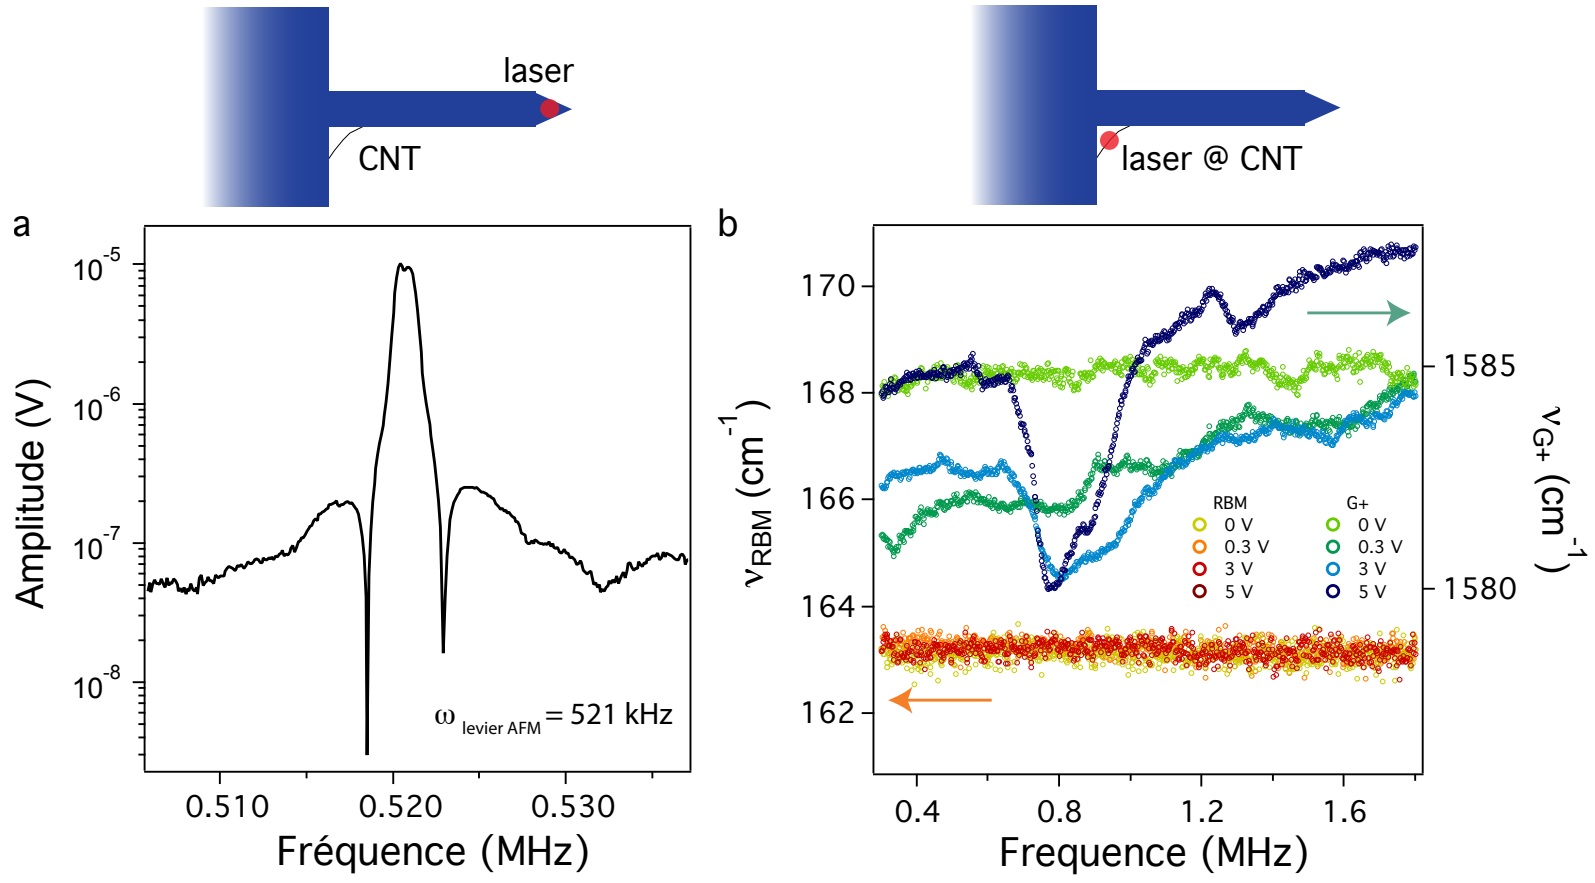 laser
CNT
laser @ CNT
a
b
Amplitude (V)
10-5
10-6
10-7
10-8
ω levier AFM = 521 kHz
0.510
0.520
0.530
Fréquence (MHz)
νRBM (cm-1)
170
168
166
164
162
RBM
G+
0 V
0 V
0.3 V
0.3 V
3 V
3 V
5 V
5 V
1585
1580
νG+ (cm-1)
0.4
0.8
1.2
1.6
Frequence (MHz)